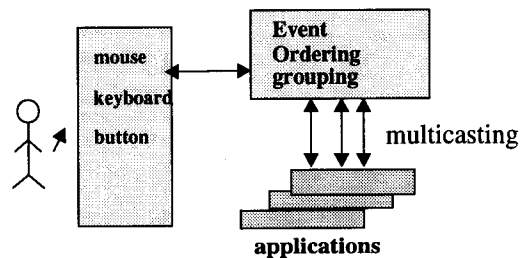 mouse
keyboard
button
Event
Ordering
grouping
multicasting
applications